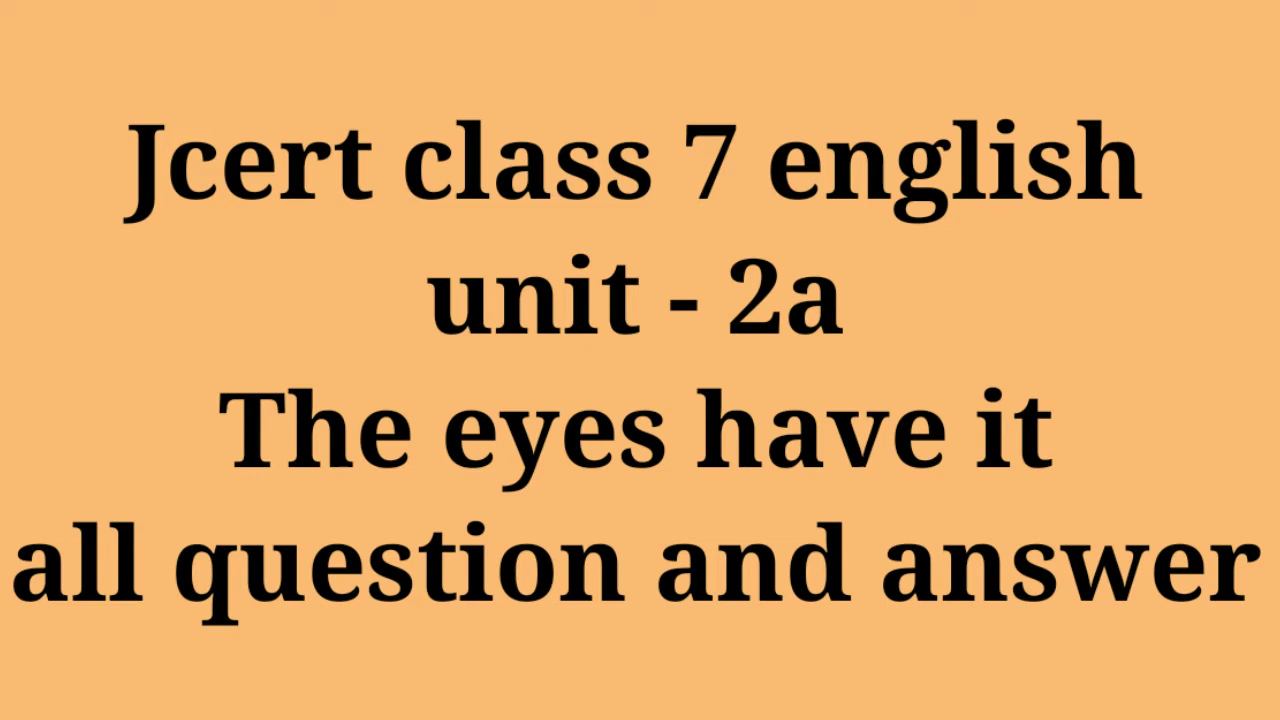 Jcert class 7 english
unit - 2a
The eyes have it
all question and answer